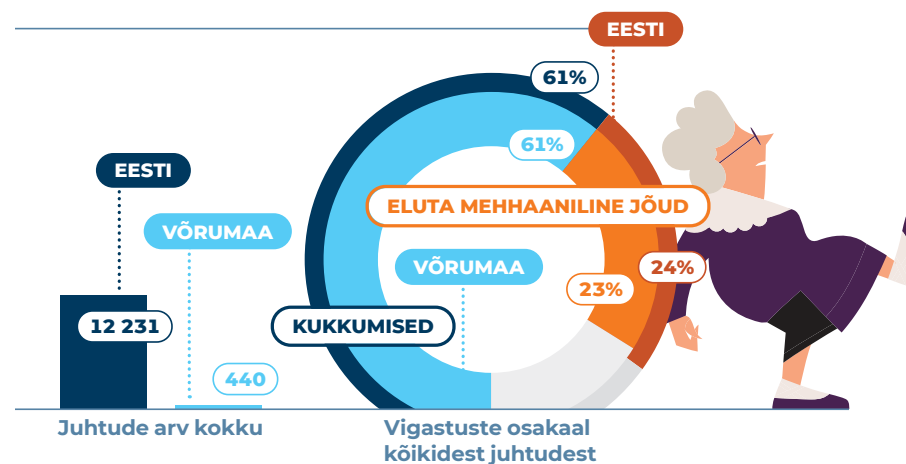 EESTI
61%
61%
EESTI
VÕRUMAA
ELUTA MEHHAANILINE JÕUD
VÕRUMAA
24%
23%
12 231
KUKKUMISED
440
Juhtude arv kokku
Vigastuste osakaal
kõikidest juhtudest